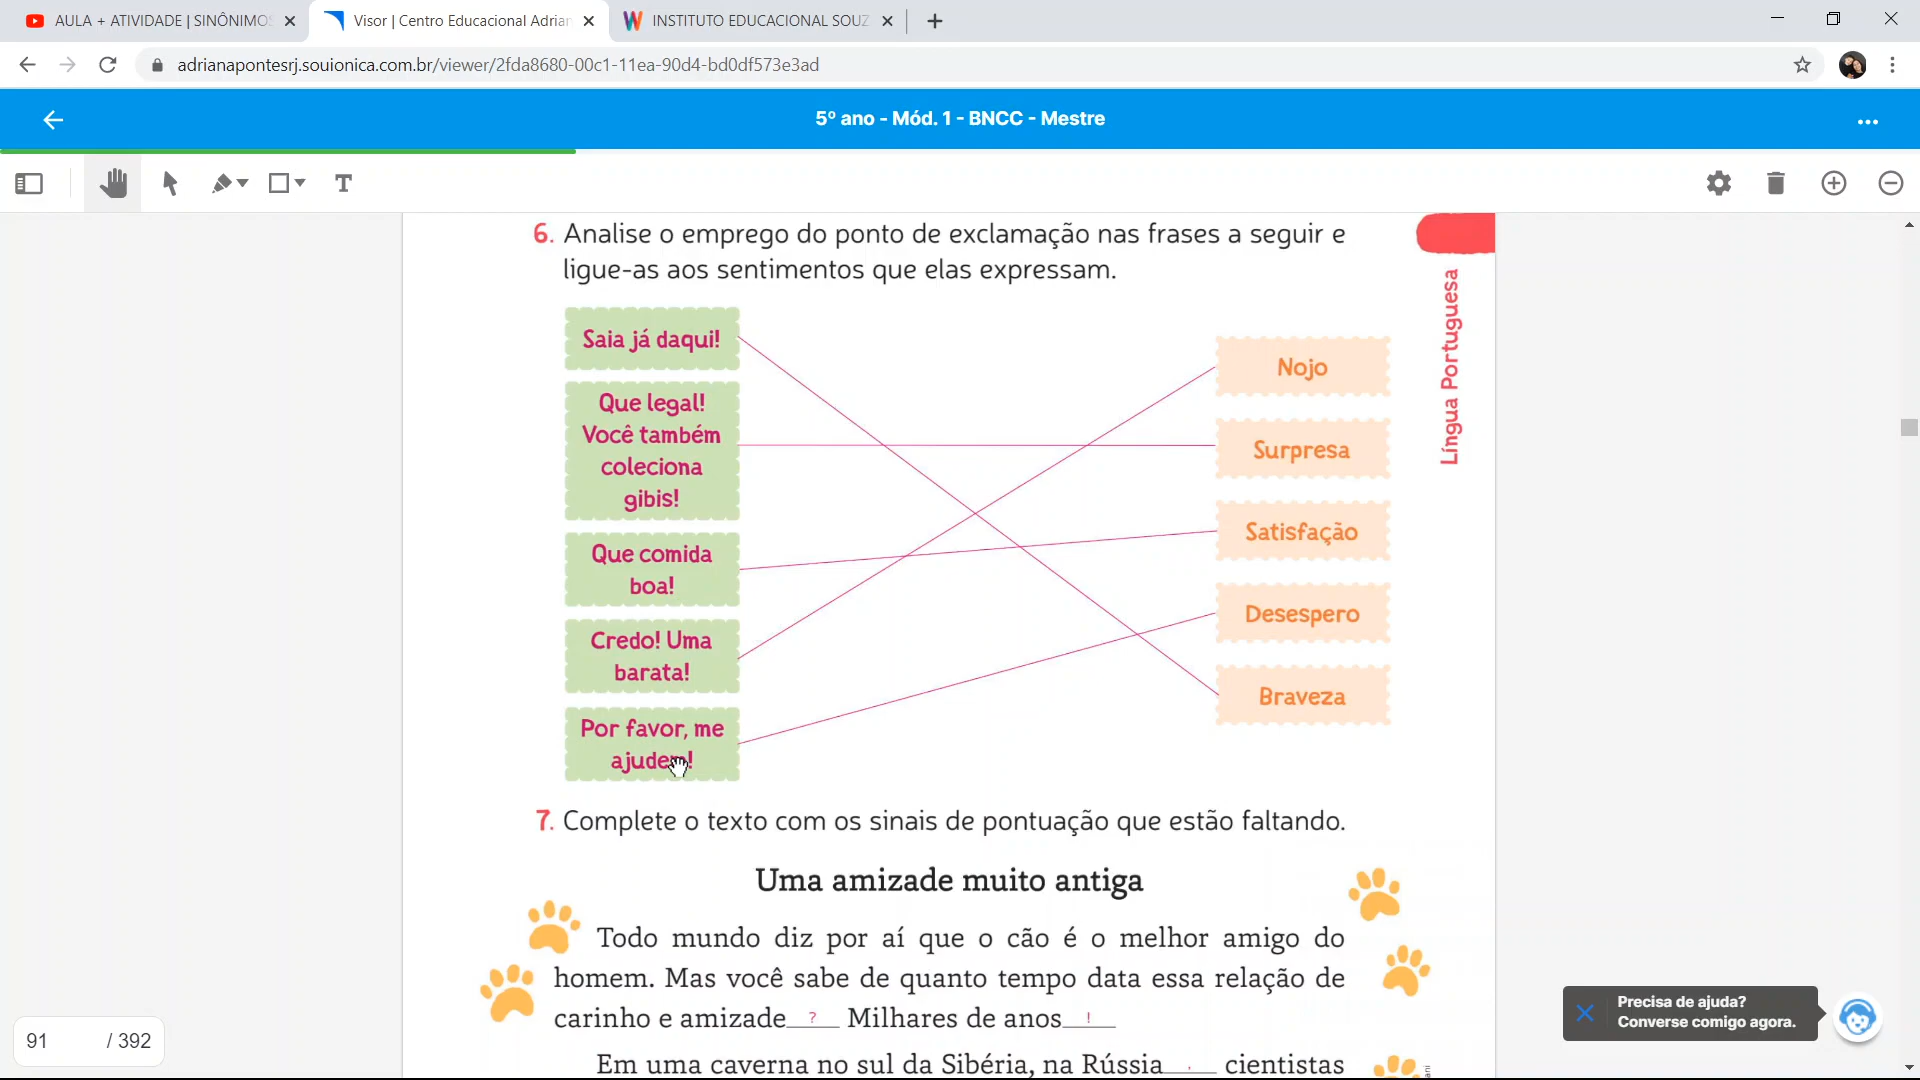 AULA + ATIVIDADE | SINÔNIMOS
Visor | Centro Educacional Adrian
INSTITUTO EDUCACIONAL SOUZ
adrianapontesrj.souionica.com.br/viewer/2fda8680-00c1-11ea-90d4-bd0df573e3ad
5º ano - Mód. 1 - BNCC - Mestre
T
6. Analise o emprego do ponto de exclamação nas frases a seguir e
ligue-as aos sentimentos que elas expressam.
Saia já daqui!
Que legal!
Você também
coleciona
gibis!
Que comida
boa!
Credo! Uma
barata!
Por favor, me
ajudem!
Nojo
Surpresa
Satisfação
Desespero
Braveza
Língua Portuguesa
7. Complete o texto com os sinais de pontuação que estão faltando.
Uma amizade muito antiga
Todo mundo diz por aí que o cão é o melhor amigo do
homem. Mas você sabe de quanto tempo data essa relação de
carinho e amizade ? Milhares de anos !
Em uma caverna no sul da Sibéria, na Rússia , cientistas
91 / 392
Precisa de ajuda?
Converse comigo agora.